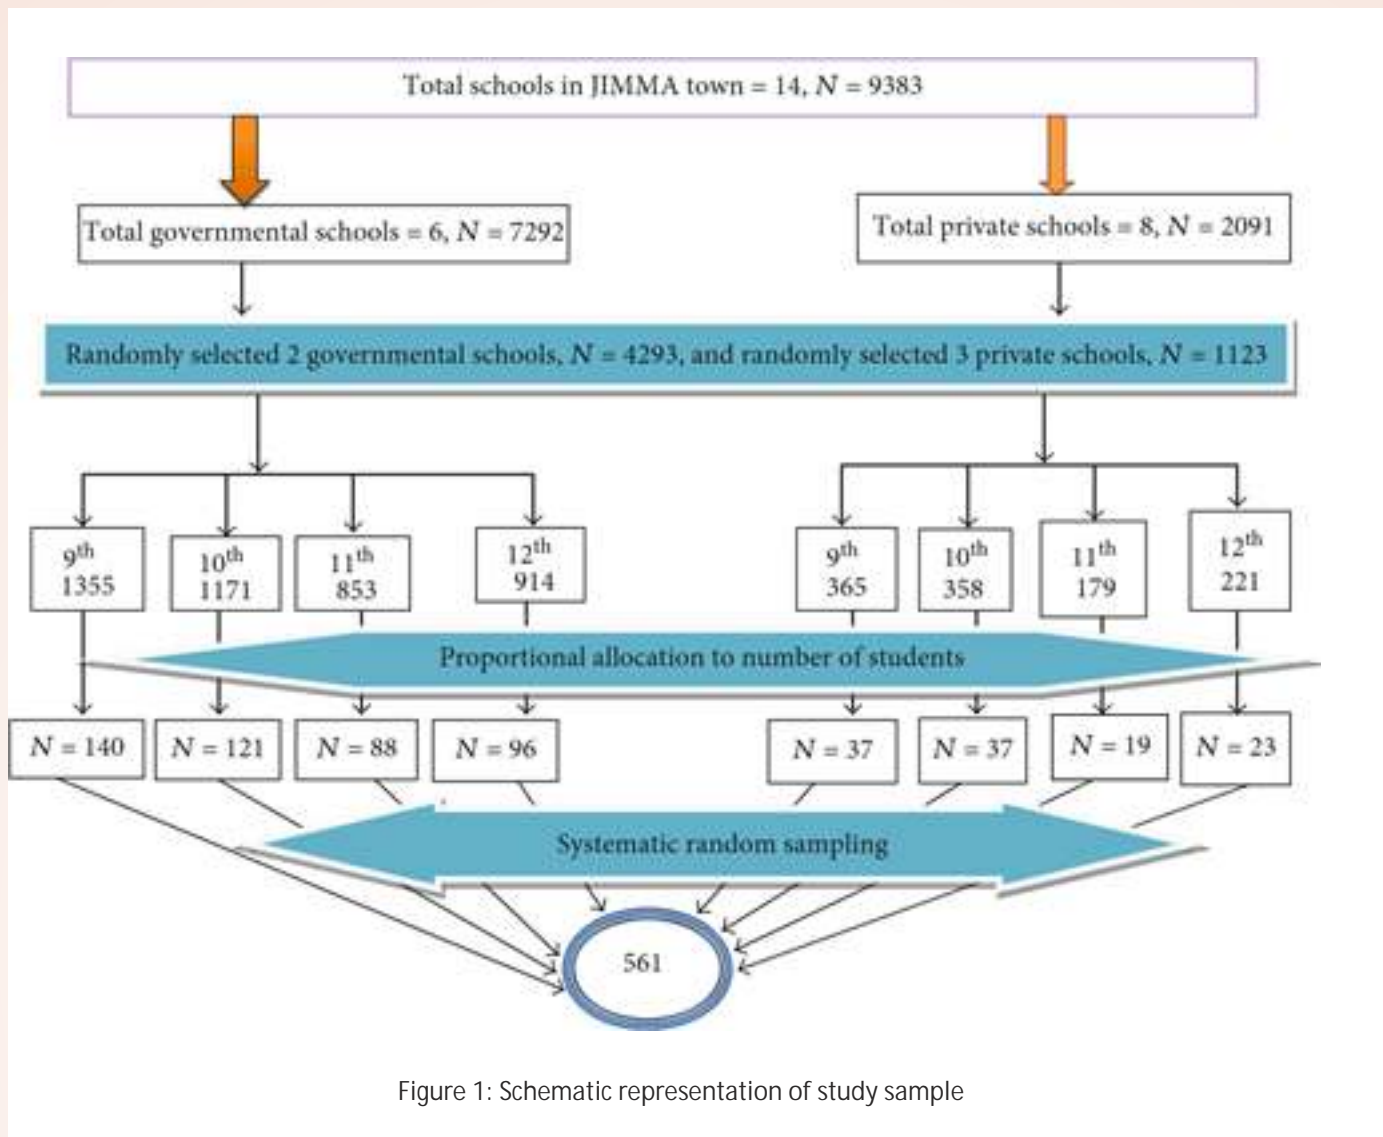 Total schools in JIMMA town = 14, N = 9383
Total governmental schools = 6, N = 7292
Total private schools = 8, N = 2091
Randomly selected 2 governmental schools, N = 4293, and randomly selected 3 private schools, N = 1123
9th
1355
10th
1171
11th
853
12th
914
9th
365
10th
358
11th
179
12th
221
Proportional allocation to number of students
N = 140
N = 121
N = 88
N = 96
N = 37
N = 37
N = 19
N = 23
Systematic random sampling
561
Figure 1: Schematic representation of study sample